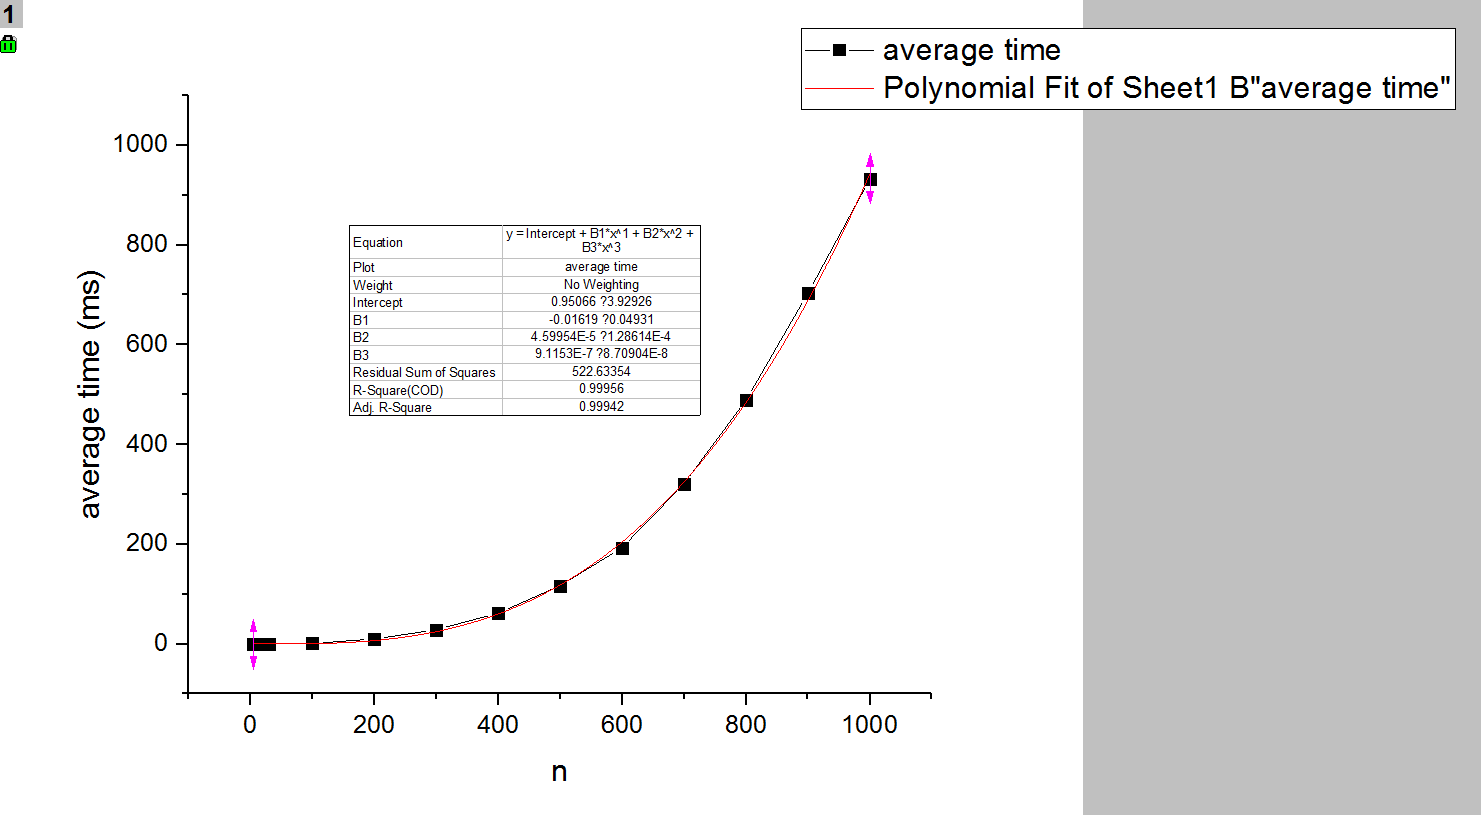 1
average time
Polynomial Fit of Sheet1 B"average time"
1000
800
600
400
200
0
average time (ms)
Equation y = Intercept + B1*x^1 + B2*x^2 +
B3*x^3
Plot average time
Weight No Weighting
Intercept 0.95066 ?3.92926
B1 -0.01619 ?0.04931
B2 4.59954E-5 ?1.28614E-4
B3 9.1153E-7 ?8.70904E-8
Residual Sum of Squares 522.63354
R-Square(COD) 0.99956
Adj. R-Square 0.99942
0 200 400 600 800 1000
n